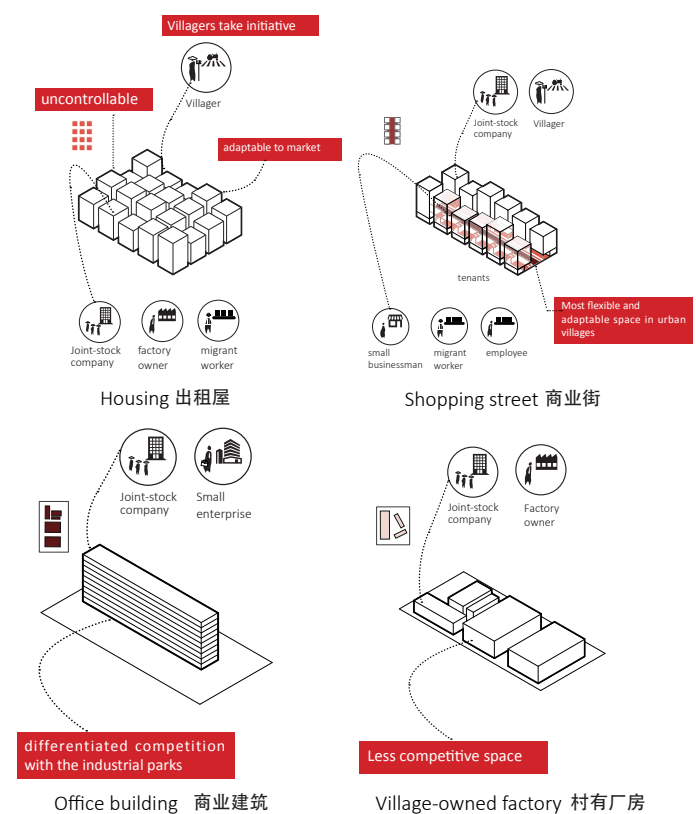 Villagers take initiative
Villager
uncontrollable
adaptable to market
Joint-stock
company
factory
owner
migrant
worker
Housing 出租屋
Joint-stock
company
Villager
tenants
Most flexible and
adaptable space in urban
villages
small
businessman
migrant
worker
employee
Shopping street 商业街
Joint-stock
company
Small
enterprise
differentiated competition
with the industrial parks
Office building 商业建筑
Joint-stock
company
Factory
owner
Less competitive space
Village-owned factory 村有厂房